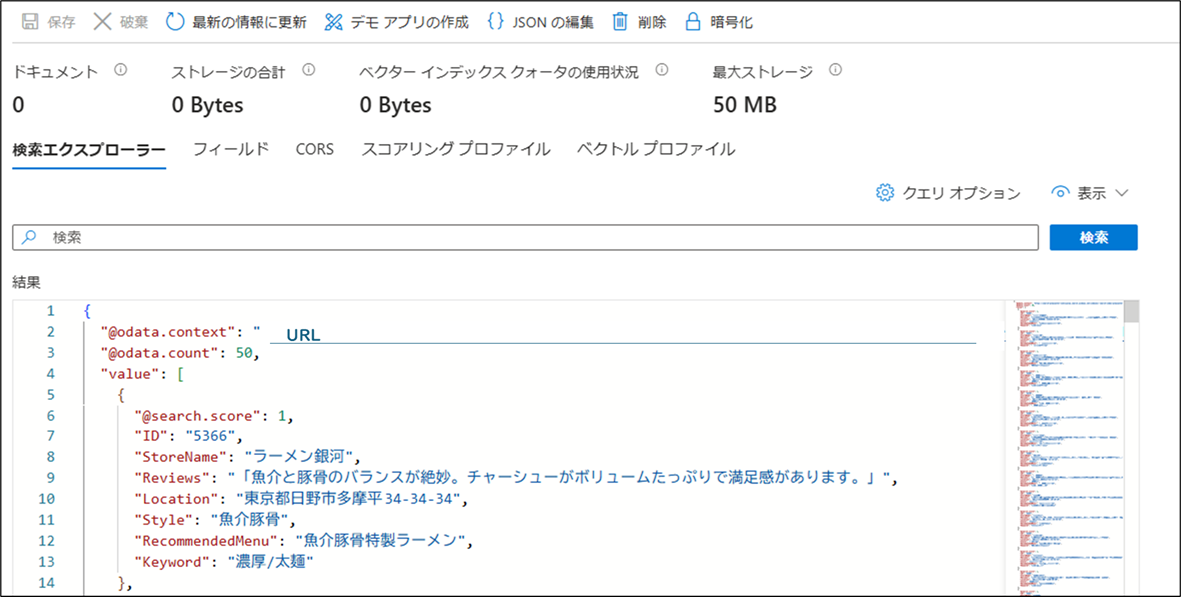 保存 破棄 最新の情報に更新 デモ アプリの作成 {} JSON の編集 削除 暗号化
ドキュメント ストレージの合計 ベクター インデックス クォータの使用状況 最大ストレージ
0 0 Bytes 0 Bytes 50 MB
検索エクスプローラー フィールド CORS スコアリング プロファイル ベクトル プロファイル
クエリ オプション 表示
検索 検索
結果
1 {
2 "@odata.context": " URL
3 "@odata.count": 50,
4 "value": [
5 {
6 "@search.score": 1,
7 "ID": "5366",
8 "StoreName": "ラーメン銀河",
9 "Reviews": "「魚介と豚骨のバランスが絶妙。チャーシューがボリュームたっぷりで満足感があります。」",
10 "Location": "東京都日野市多摩平34-34-34",
11 "Style": "魚介豚骨",
12 "RecommendedMenu": "魚介豚骨特製ラーメン",
13 "Keyword": "濃厚/太麺"
14 },